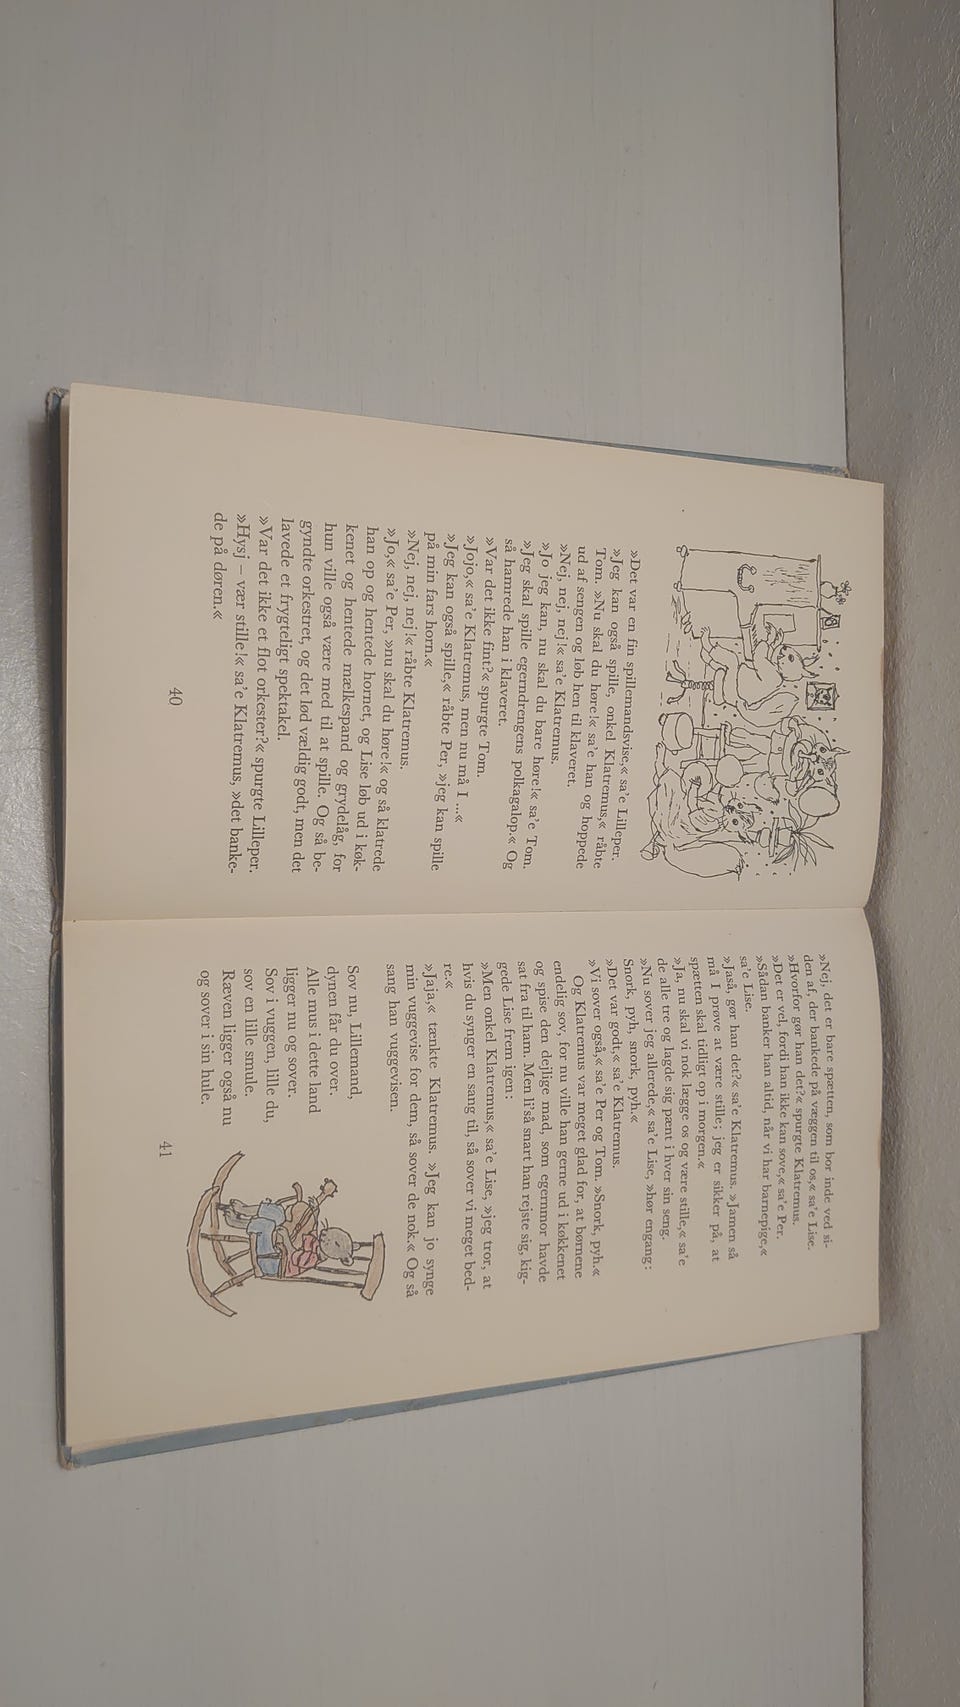 »Det var en fin spillemandsvise,« sa'e Lilleper.
»Jeg kan også spille, onkel Klatremus,« råbte
Tom. »Nu skal du høre!« sa'e han og hoppede
ud af sengen og løb hen til klaveret.
»Nej, nej, nej!« sa'e Klatremus.
»Jo jeg kan, nu skal du bare høre!« sa'e Tom.
»Jeg skal spille egerndrengens polkagalop.« Og
så hamrede han i klaveret.
»Var det ikke fint?« spurgte Tom.
»Jojo,« sa'e Klatremus, men nu må I ...«
»Jeg kan også spille,« råbte Per, »jeg kan spille
på min fars horn.«
»Nej, nej, nej!« råbte Klatremus.
»Jo,« sa'e Per, »nu skal du høre!« og så klatrede
han op og hentede hornet, og Lise løb ud i køk-
kenet og hentede mælkespand og grydelåg, for
hun ville også være med til at spille. Og så be-
gyndte orkestret, og det lød vældig godt, men det
lavede et frygteligt spektakel.
»Var det ikke et flot orkester?« spurgte Lilleper.
»Hysj – vær stille!« sa'e Klatremus, »det banke-
de på døren.«
40
»Nej, det er bare spætten, som bor inde ved si-
den af, der bankede på væggen til os,« sa'e Lise.
»Hvorfor gør han det?« spurgte Klatremus.
»Det er vel, fordi han ikke kan sove,« sa'e Per.
»Sådan banker han altid, når vi har barnepige,«
sa'e Lise.
»Jaså, gør han det?« sa'e Klatremus. »Jamen så
må I prøve at være stille; jeg er sikker på, at
spætten skal tidligt op i morgen.«
»Ja, nu skal vi nok lægge os og være stille,« sa'e
de alle tre og lagde sig pænt i hver sin seng.
»Nu sover jeg allerede,« sa'e Lise, »hør engang:
Snork, pyh, snork, pyh.«
»Det var godt,« sa'e Klatremus.
»Vi sover også,« sa'e Per og Tom. »Snork, pyh.«
Og Klatremus var meget glad for, at børnene
endelig sov, for nu ville han gerne ud i køkkenet
og spise den dejlige mad, som egernmor havde
sat fra til ham. Men li'så snart han rejste sig, kig-
gede Lise frem igen:
»Men onkel Klatremus,« sa'e Lise, »jeg tror, at
hvis du synger en sang til, så sover vi meget bed-
re.«
»Jaja,« tænkte Klatremus. »Jeg kan jo synge
min vuggevise for dem, så sover de nok.« Og så
sang han vuggevisen.
Sov nu, Lillemand,
dynen får du over.
Alle mus i dette land
ligger nu og sover.
Sov i vuggen, lille du,
sov en lille smule.
Ræven ligger også nu
og sover i sin hule.
41